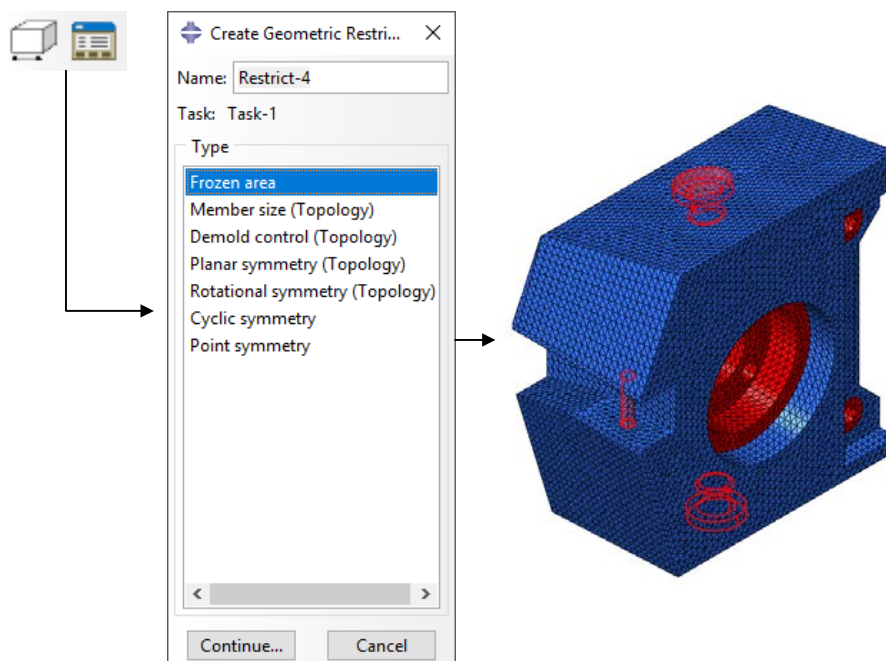 Create Geometric Restri...
Name: Restrict-4
Task: Task-1
Type
Frozen area
Member size (Topology)
Demold control (Topology)
Planar symmetry (Topology)
Rotational symmetry (Topology)
Cyclic symmetry
Point symmetry
Continue... Cancel